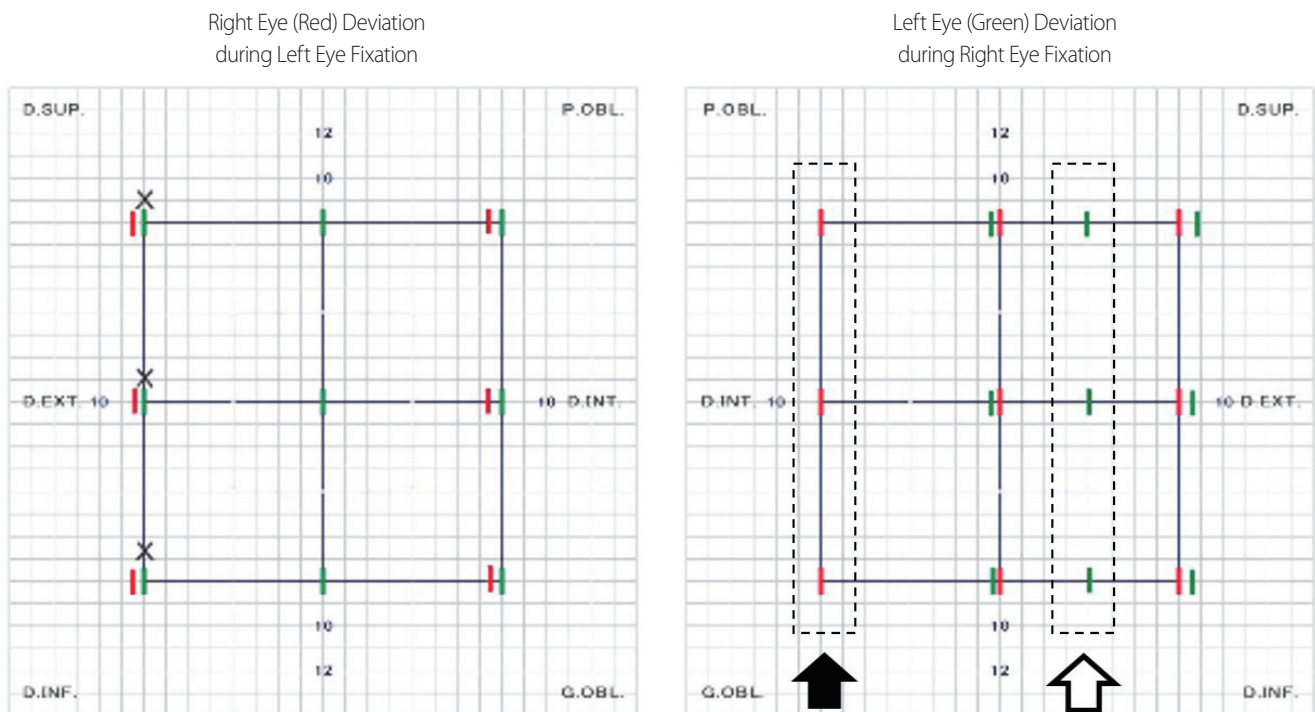 Right Eye (Red) Deviation
during Left Eye Fixation
D.SUP.
P.OBL.
12
10
D.EXT. 10
10 D.INT.
10
12
D.INF.
G.OBL.
Left Eye (Green) Deviation
during Right Eye Fixation
P.OBL.
D.SUP.
12
10
D.INT. 10
10 D.EXT.
10
12
G.OBL.
D.INF.